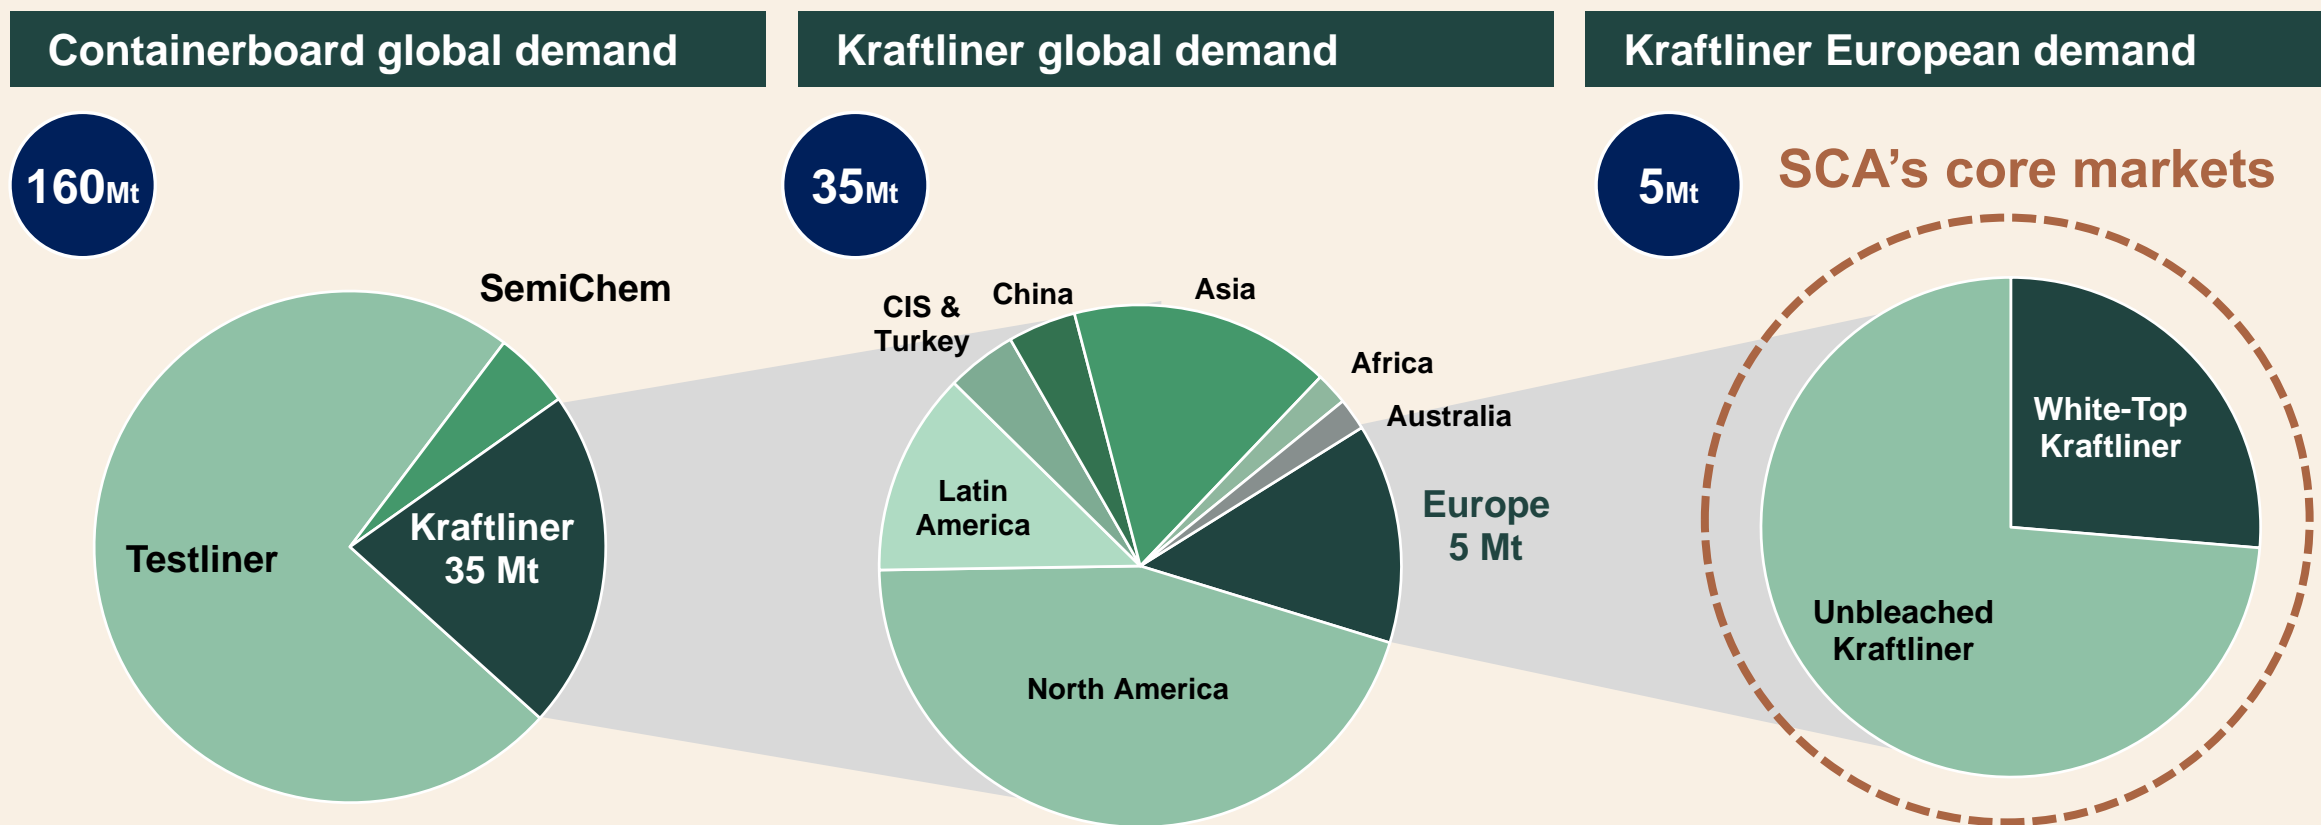 Containerboard global demand
160Mt
SemiChem
Testliner
Kraftliner
35 Mt
Kraftliner global demand
35Mt
CIS &
Turkey
China
Asia
Africa
Australia
Latin
America
Europe
5 Mt
North America
Kraftliner European demand
5Mt
SCA’s core markets
White-Top
Kraftliner
Unbleached
Kraftliner